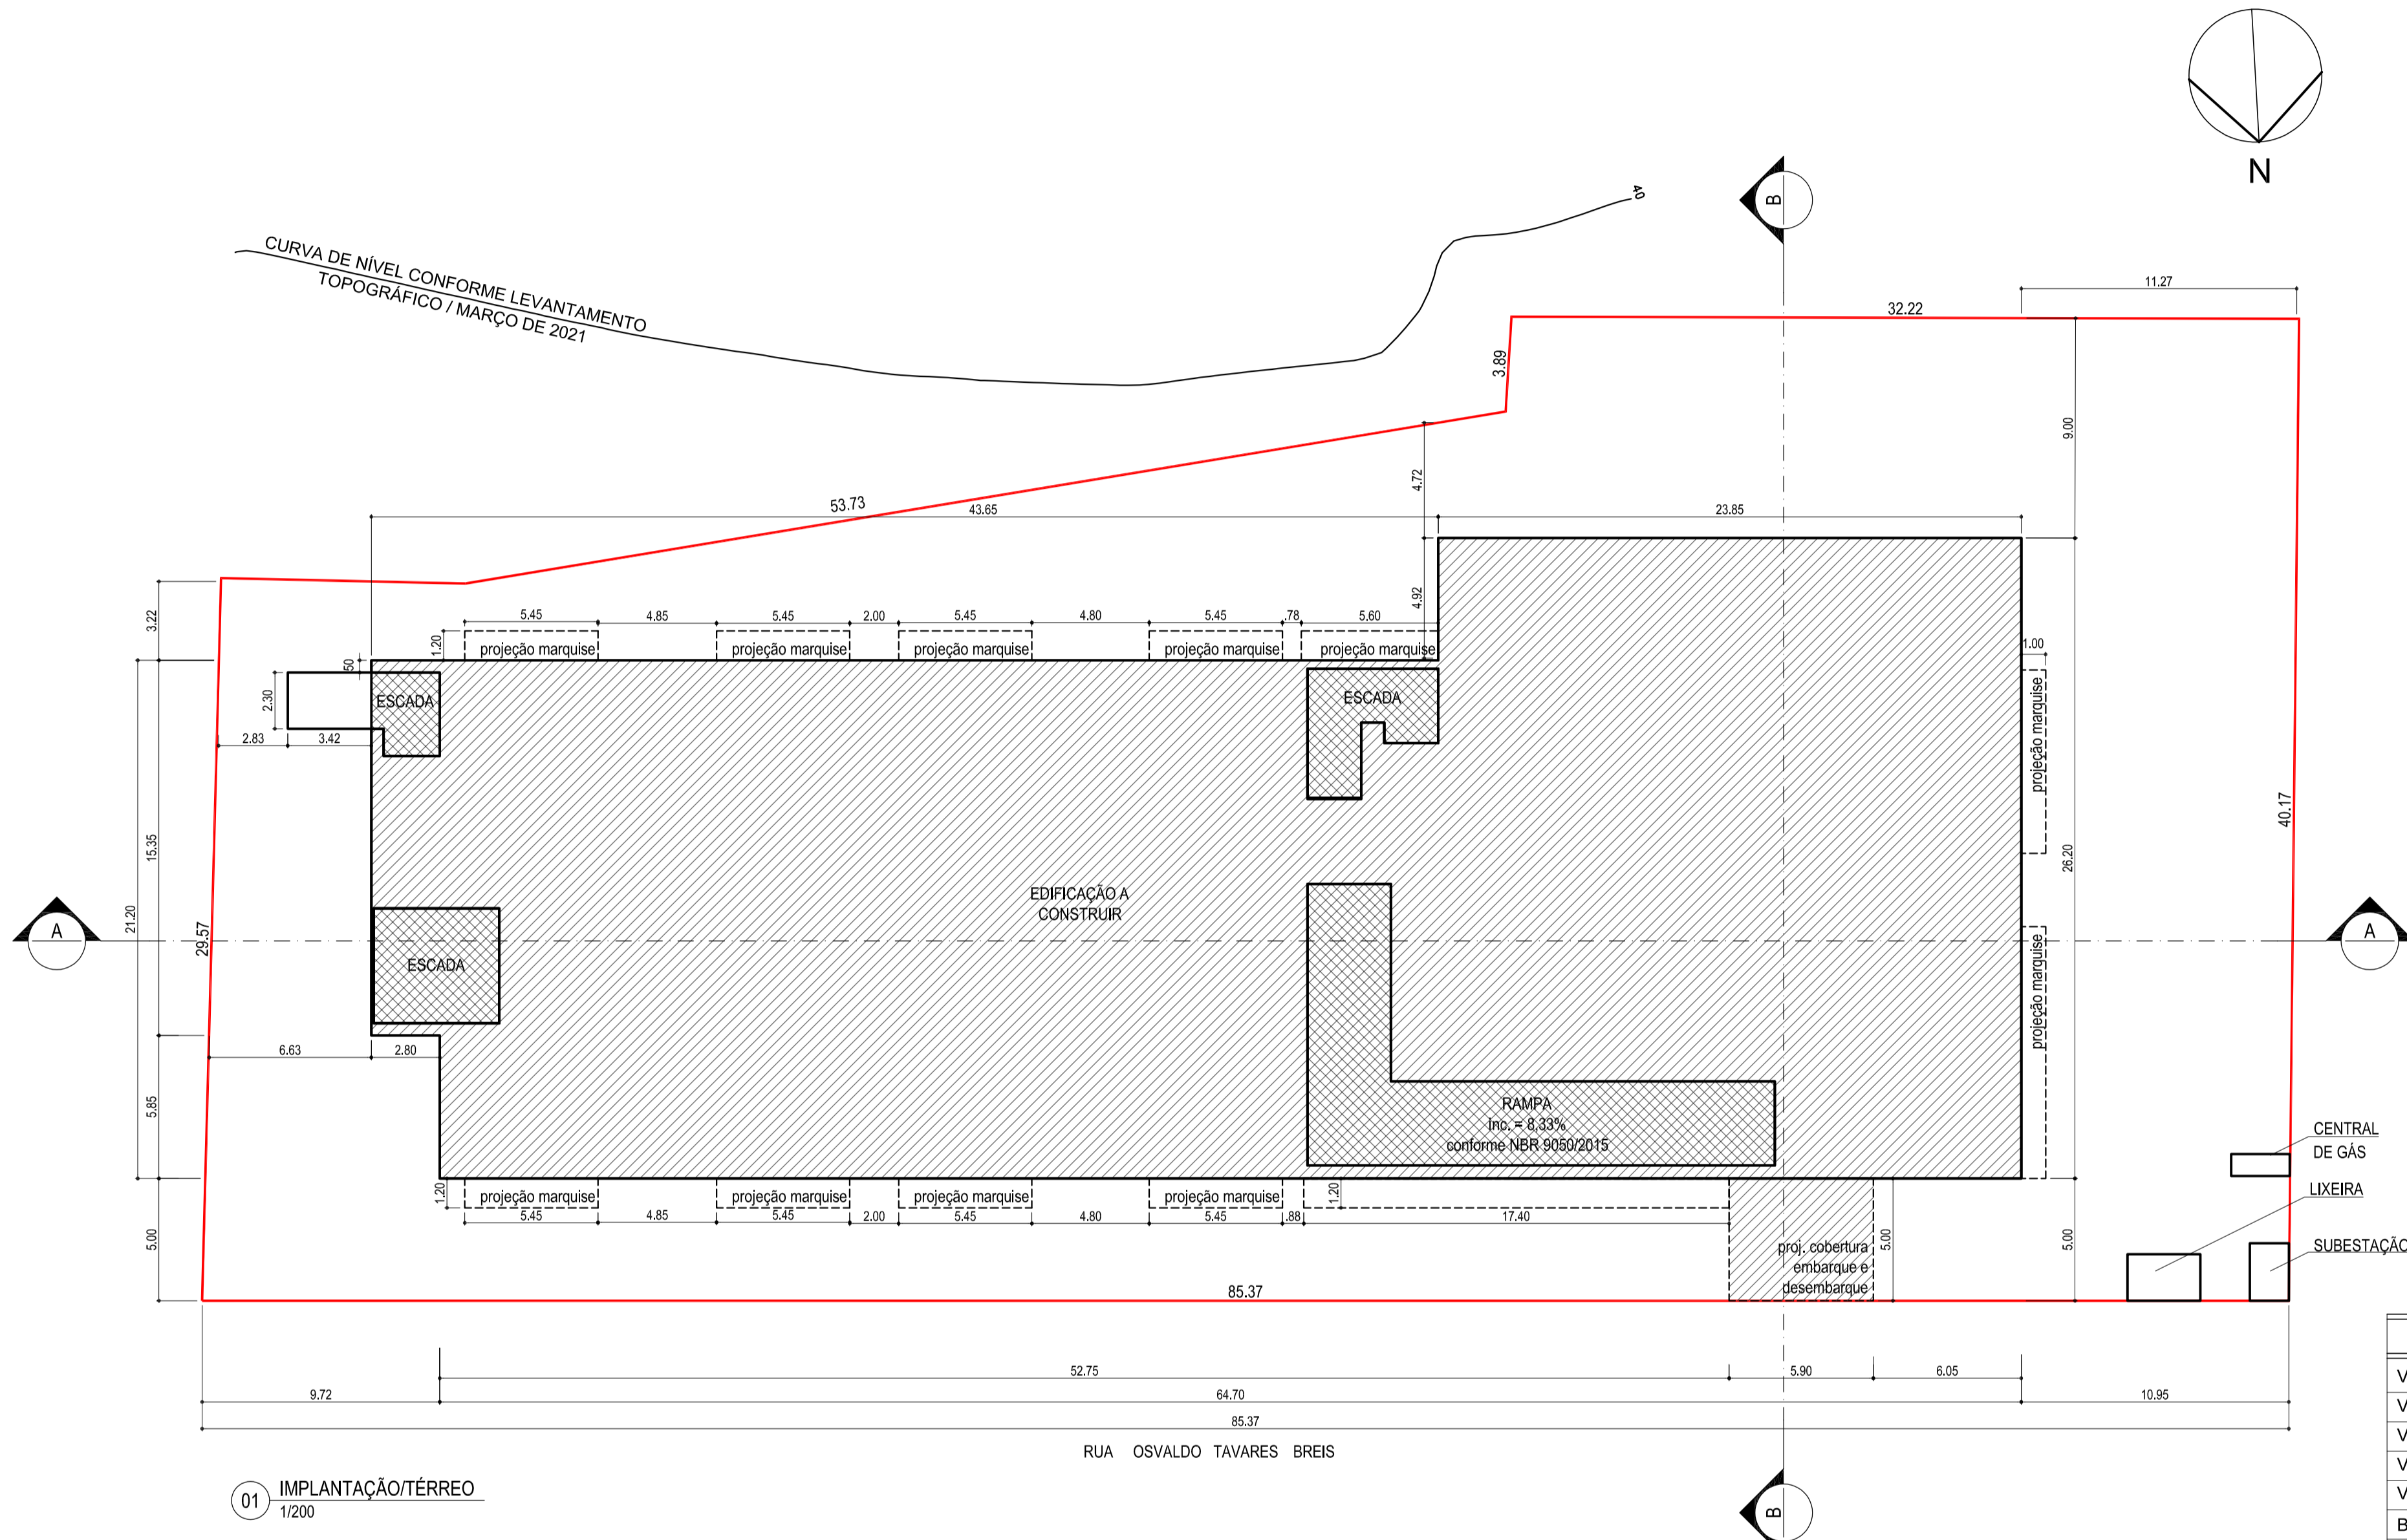 N
B
40
CURVA DE NÍVEL CONFORME LEVANTAMENTO
TOPOGRÁFICO / MARÇO DE 2021
11.27
32.22
3.89
9.00
4.72
53.73
43.65
23.85
4.92
3.22
5.45
4.85
5.45
2.00
5.45
4.80
5.45
.78
5.60
1.20
projeção marquise
projeção marquise
projeção marquise
projeção marquise
projeção marquise
1.00
.50
2.30
ESCADA
ESCADA
projeção marquise
2.83
3.42
15.35
40.17
26.20
21.20
29.57
EDIFICAÇÃO A
CONSTRUIR
A
A
ESCADA
projeção marquise
6.63
2.80
5.85
RAMPA
inc. = 8,33%
conforme NBR 9050/2015
CENTRAL
DE GÁS
LIXEIRA
SUBESTAÇÃO
1.20
projeção marquise
projeção marquise
projeção marquise
projeção marquise
1.20
5.45
4.85
5.45
2.00
5.45
4.80
5.45
.88
17.40
5.00
5.00
5.00
proj. cobertura
embarque e
desembarque
85.37
52.75
5.90
6.05
9.72
64.70
10.95
85.37
RUA OSVALDO TAVARES BREIS
01
IMPLANTAÇÃO/TÉRREO
1/200
B
V
V
V
V
V
B